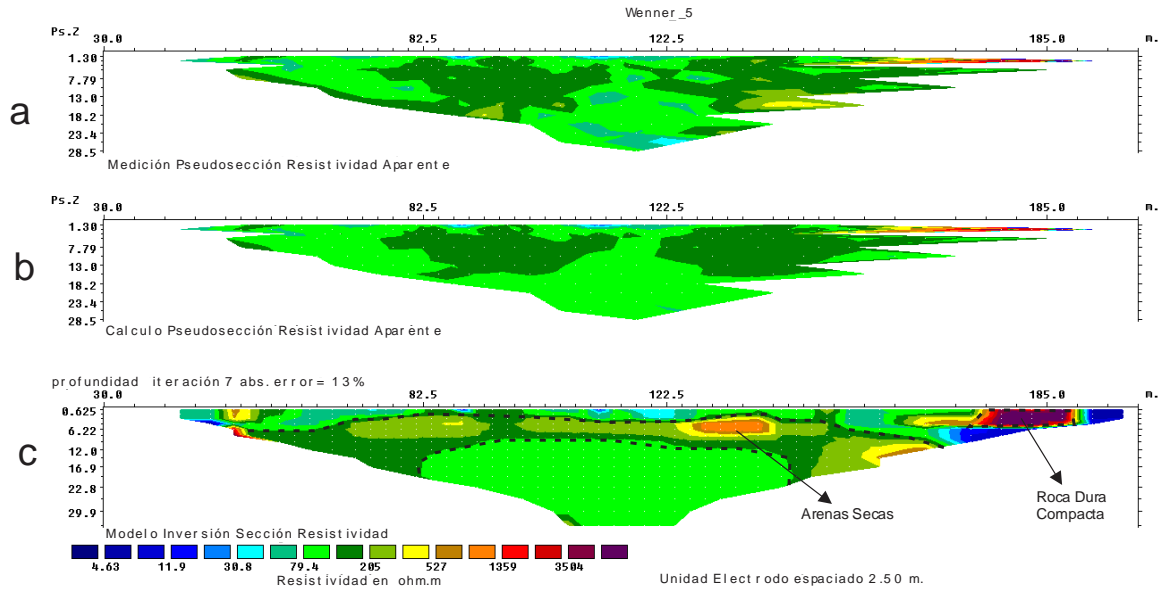 Wenner_5
Ps.Z 30.0 82.5 122.5 185.0 m.
1.30
7.79
13.0
18.2
23.4
28.5
a
Medición Pseudosección Resistividad Aparente
Ps.Z 30.0 82.5 122.5 185.0 m.
1.30
7.79
13.0
18.2
23.4
28.5
b
Calculo Pseudosección Resistividad Aparente
profundidad iteración 7 abs. error= 13%
30.0 82.5 122.5 185.0 m.
0.625
6.22
12.0
16.9
22.8
29.9
c
Arenas Secas
Roca Dura
Compacta
Modelo Inversión Sección Resistividad
4.63 11.9 30.8 79.4 205 527 1359 3504
Resistivídad en ohm.m
Unidad Electrodo espaciado 2.50 m.